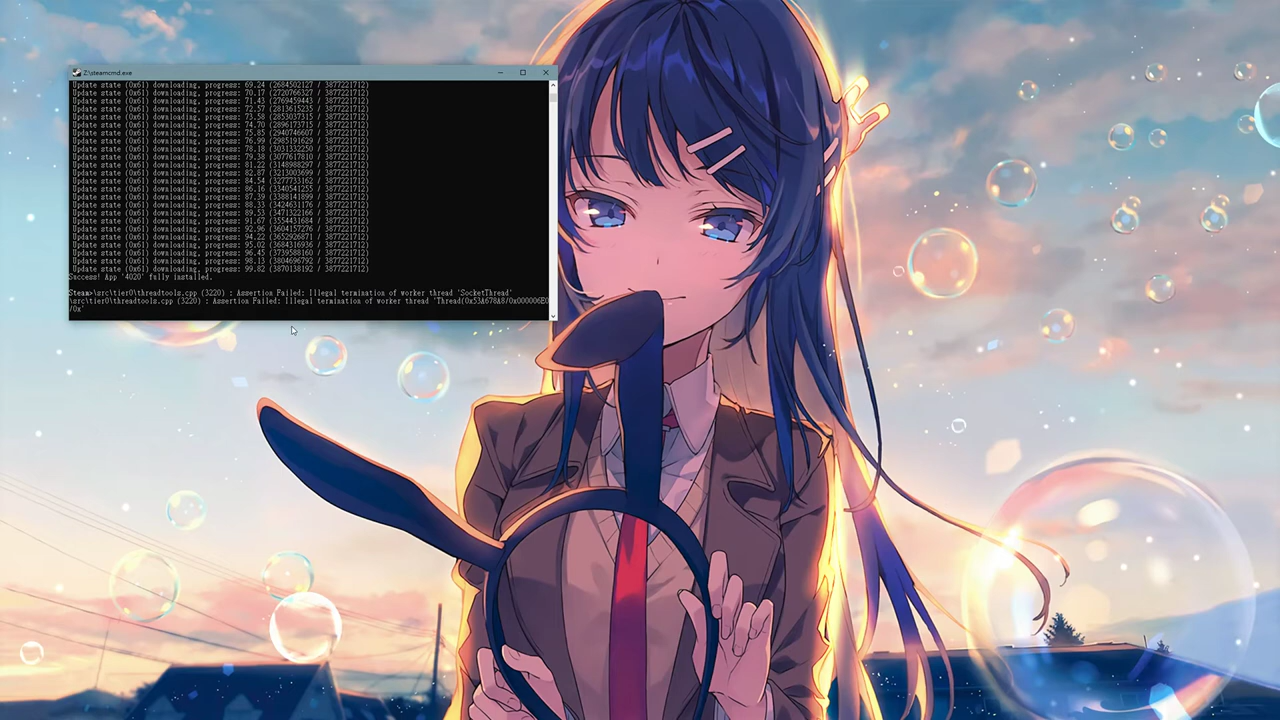 Z:\steamcmd.exe
Update state (0x61) downloading, progress: 69.24 (2684502127 / 3877221712)
Update state (0x61) downloading, progress: 70.17 (2720766327 / 3877221712)
Update state (0x61) downloading, progress: 71.43 (2769459443 / 3877221712)
Update state (0x61) downloading, progress: 72.57 (2813615235 / 3877221712)
Update state (0x61) downloading, progress: 73.58 (2853037315 / 3877221712)
Update state (0x61) downloading, progress: 74.70 (2896173715 / 3877221712)
Update state (0x61) downloading, progress: 75.85 (2940746607 / 3877221712)
Update state (0x61) downloading, progress: 76.99 (2985191629 / 3877221712)
Update state (0x61) downloading, progress: 78.18 (3031332250 / 3877221712)
Update state (0x61) downloading, progress: 79.38 (3077617810 / 3877221712)
Update state (0x61) downloading, progress: 81.22 (3148988297 / 3877221712)
Update state (0x61) downloading, progress: 82.87 (3213003699 / 3877221712)
Update state (0x61) downloading, progress: 84.54 (3277733162 / 3877221712)
Update state (0x61) downloading, progress: 86.16 (3340541255 / 3877221712)
Update state (0x61) downloading, progress: 87.39 (3388141899 / 3877221712)
Update state (0x61) downloading, progress: 88.33 (3424631176 / 3877221712)
Update state (0x61) downloading, progress: 89.53 (3471322166 / 3877221712)
Update state (0x61) downloading, progress: 91.67 (3554431684 / 3877221712)
Update state (0x61) downloading, progress: 92.96 (3604157276 / 3877221712)
Update state (0x61) downloading, progress: 94.22 (3652926871 / 3877221712)
Update state (0x61) downloading, progress: 95.02 (3684316936 / 3877221712)
Update state (0x61) downloading, progress: 96.45 (3739588160 / 3877221712)
Update state (0x61) downloading, progress: 98.13 (3804696792 / 3877221712)
Update state (0x61) downloading, progress: 99.82 (3870138192 / 3877221712)
Success! App '4020' fully installed.
Steam>\src\tier0\threadtools.cpp (3220) : Assertion Failed: Illegal termination of worker thread 'SocketThread'
\src\tier0\threadtools.cpp (3220) : Assertion Failed: Illegal termination of worker thread 'Thread(0x53A678A8/0x000006E0
/0x'